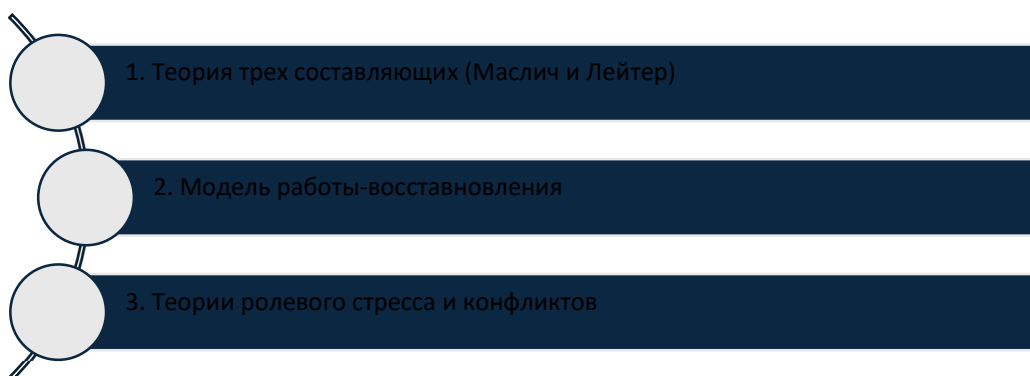 1. Теория трех составляющих (Маслич и Лейтер)
2. Модель работы-восставновления
3. Теории ролевого стресса и конфликтов